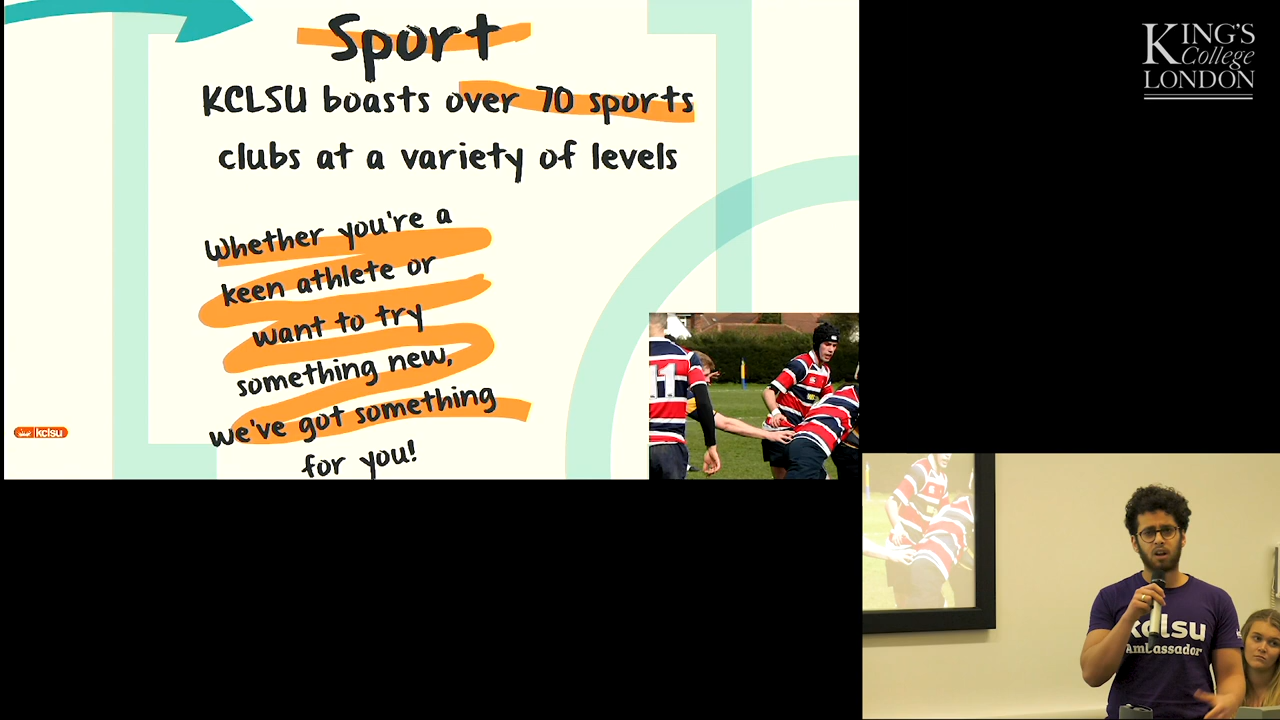 Sport
KCLSU boasts over 70 sports
clubs at a variety of levels
Whether you're a
keen athlete or
want to try
something new,
we've got something
for you!
kclsu
11
KING'S
College
LONDON
kclsu
Ambassador